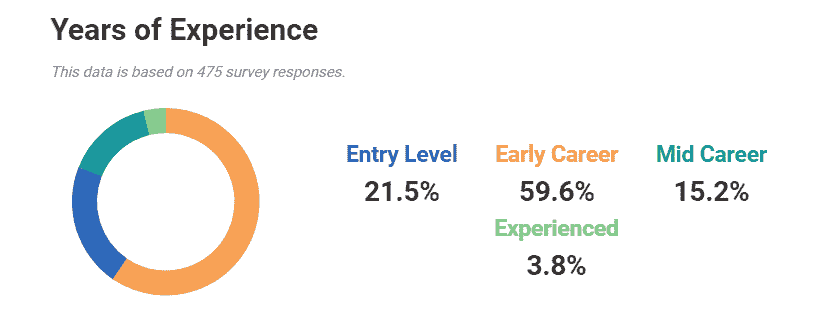 Years of Experience
This data is based on 475 survey responses.
Entry Level Early Career Mid Career
21.5% 59.6% 15.2%
Experienced
3.8%